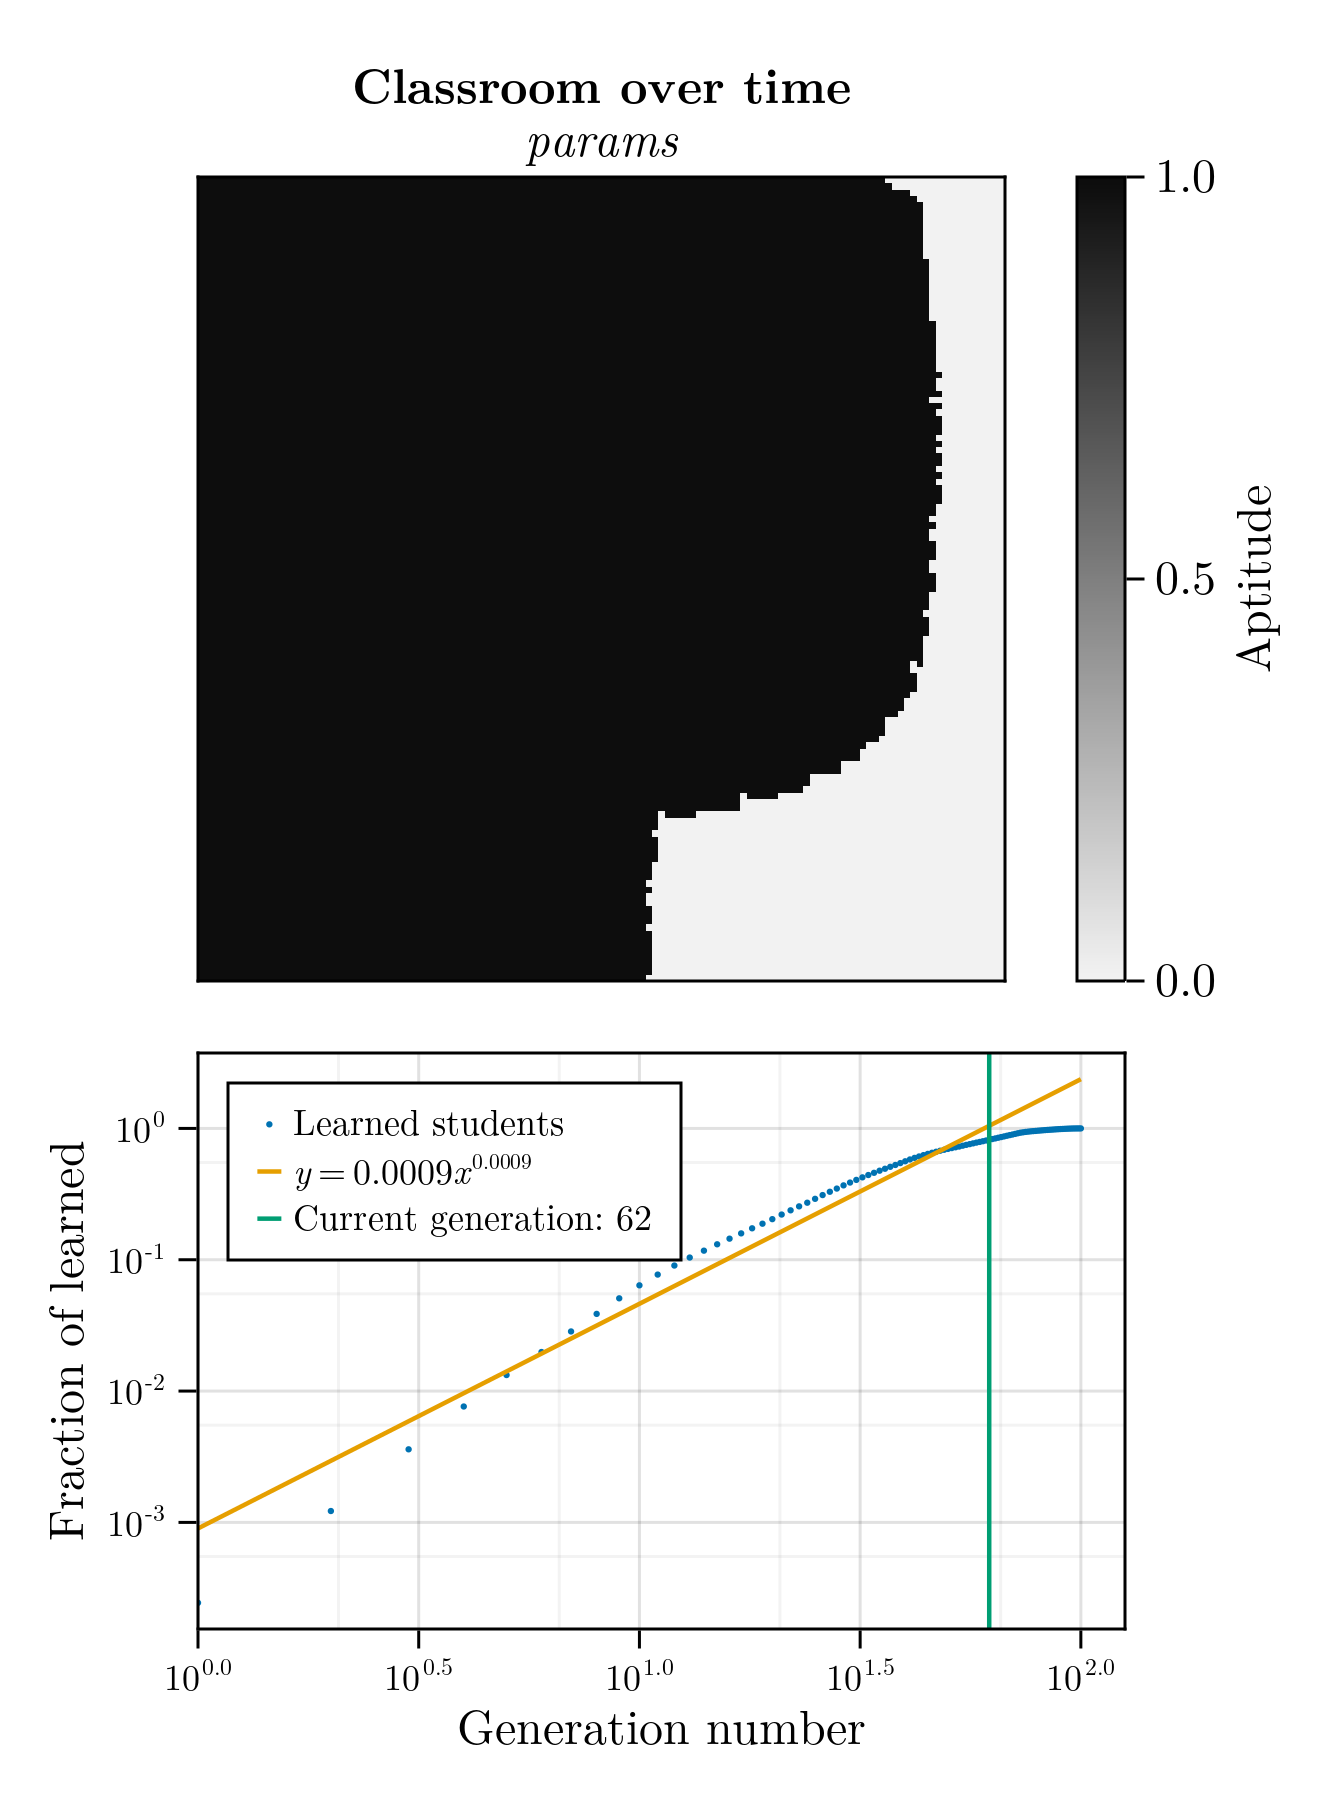 Classroom over time
params
1.0
0.5
0.0
Aptitude
Learned students
y = 0.0009x^0.0009
Current generation: 62
10^0
10^-1
10^-2
10^-3
Fraction of learned
10^0.0 10^0.5 10^1.0 10^1.5 10^2.0
Generation number